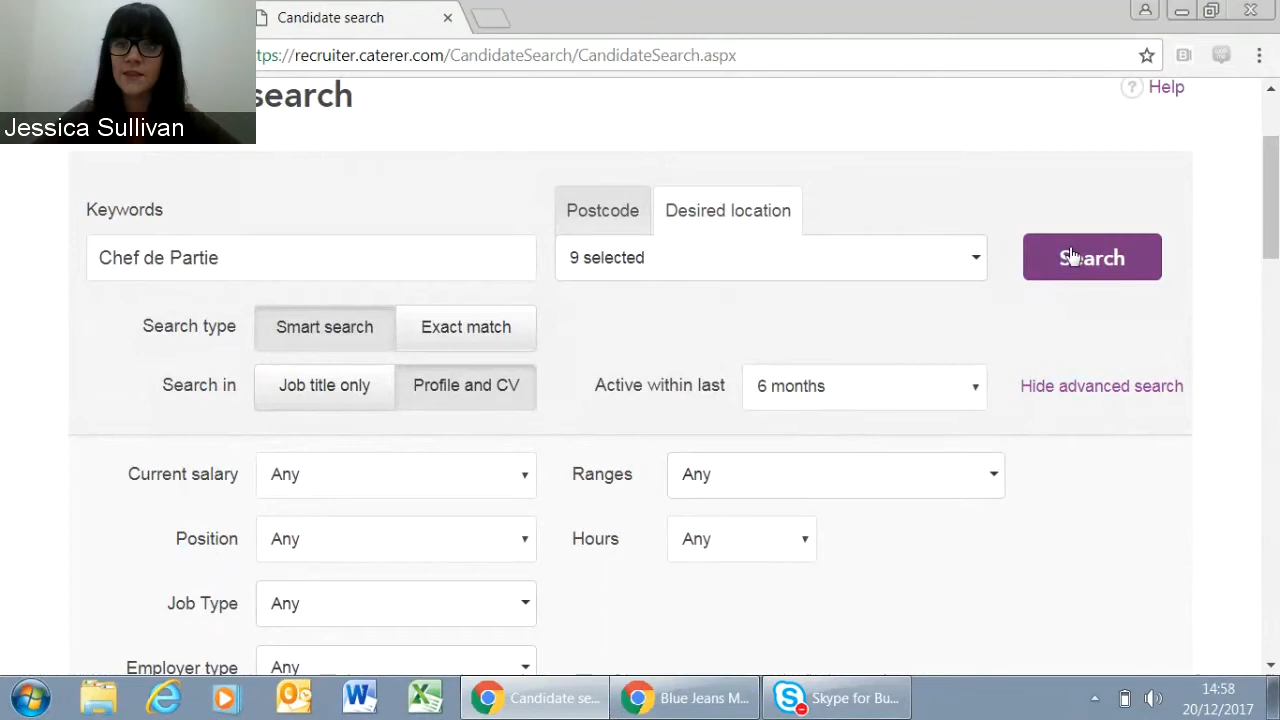 Candidate search
tps://recruiter.caterer.com/CandidateSearch/CandidateSearch.aspx
search
Help
Jessica Sullivan
Keywords
Postcode
Desired location
Chef de Partie
9 selected
Search
Search type
Smart search
Exact match
Search in
Job title only
Profile and CV
Active within last
6 months
Hide advanced search
Current salary
Any
Ranges
Any
Position
Any
Hours
Any
Job Type
Any
Employer type
Any
Candidate se...
Blue Jeans M...
Skype for Bu...
14:58
20/12/2017